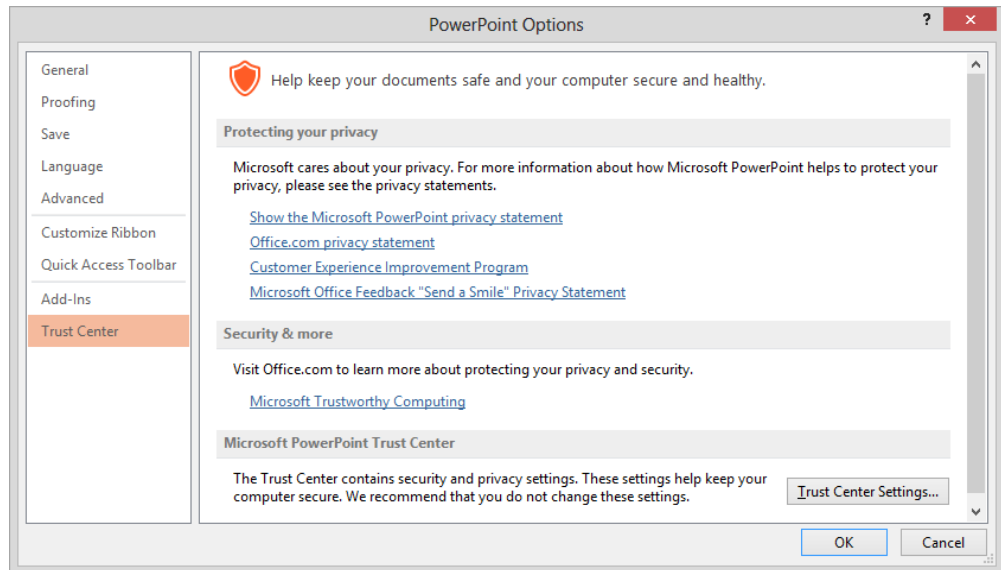 PowerPoint Options
?
General
Proofing
Save
Language
Advanced
Customize Ribbon
Quick Access Toolbar
Add-Ins
Trust Center
Help keep your documents safe and your computer secure and healthy.
Protecting your privacy
Microsoft cares about your privacy. For more information about how Microsoft PowerPoint helps to protect your
privacy, please see the privacy statements.
Show the Microsoft PowerPoint privacy statement
Office.com privacy statement
Customer Experience Improvement Program
Microsoft Office Feedback "Send a Smile" Privacy Statement
Security & more
Visit Office.com to learn more about protecting your privacy and security.
Microsoft Trustworthy Computing
Microsoft PowerPoint Trust Center
The Trust Center contains security and privacy settings. These settings help keep your
computer secure. We recommend that you do not change these settings.
Trust Center Settings...
OK
Cancel